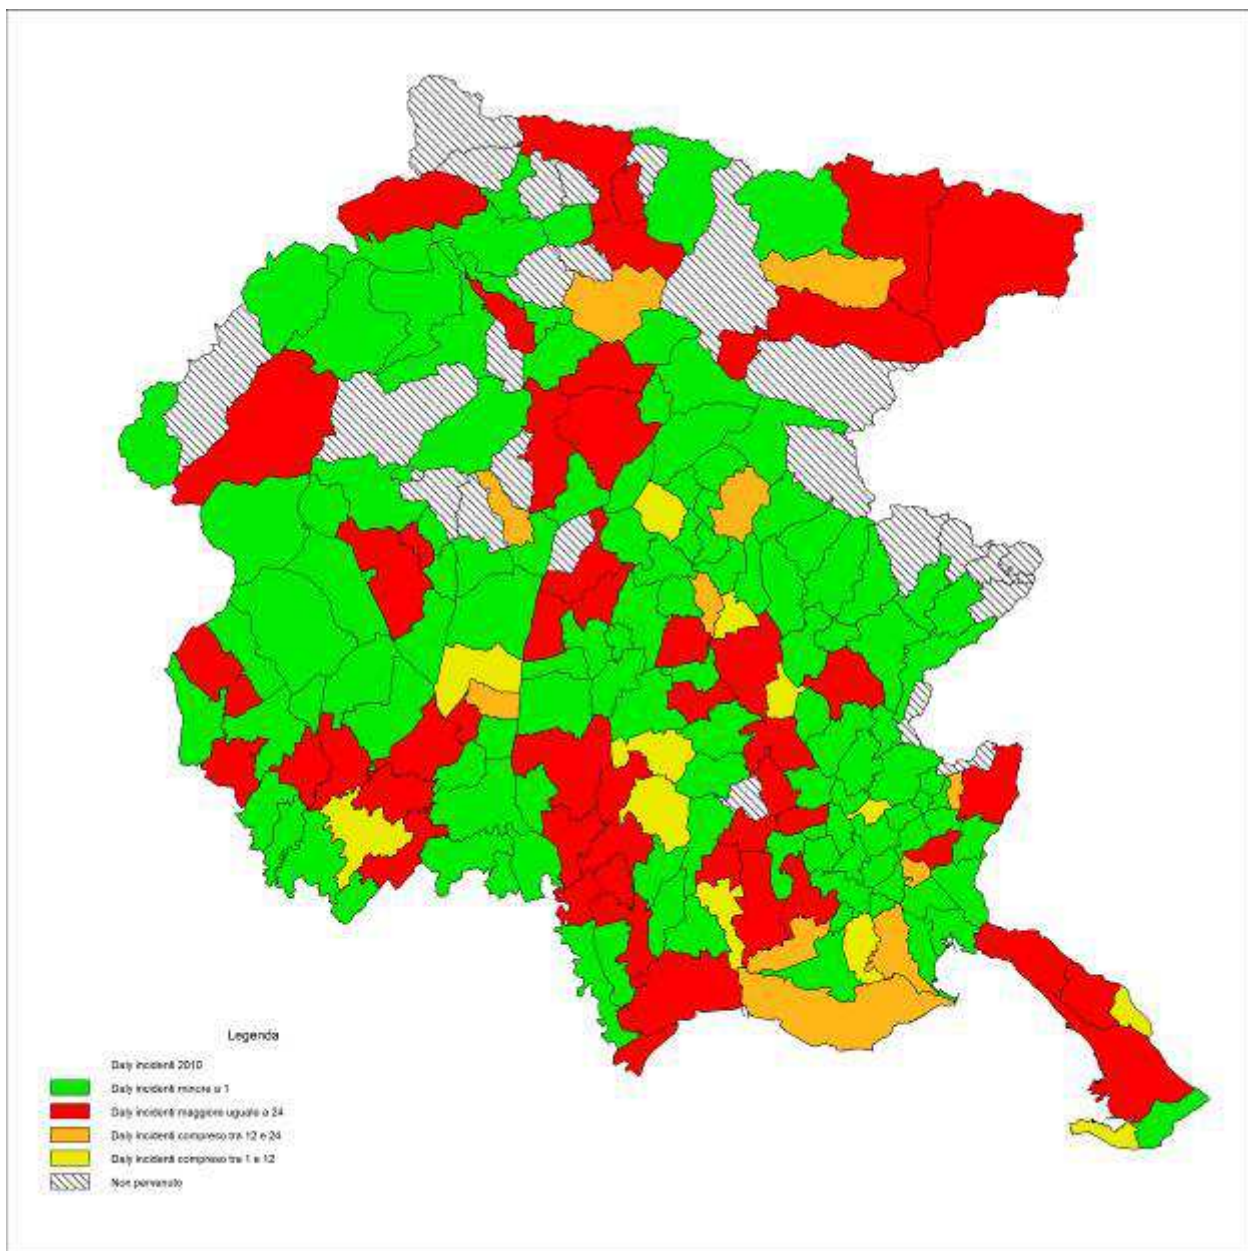 Legenda
Daly incidenti 2010
Daly incidenti minore a 1
Daly incidenti maggiore uguale a 24
Daly incidenti compreso tra 12 e 24
Daly incidenti compreso tra 1 e 12
Non pervenuto